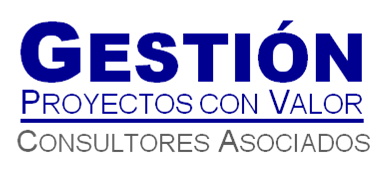 GESTIÓN
PROYECTOS CON VALOR
CONSULTORES ASOCIADOS